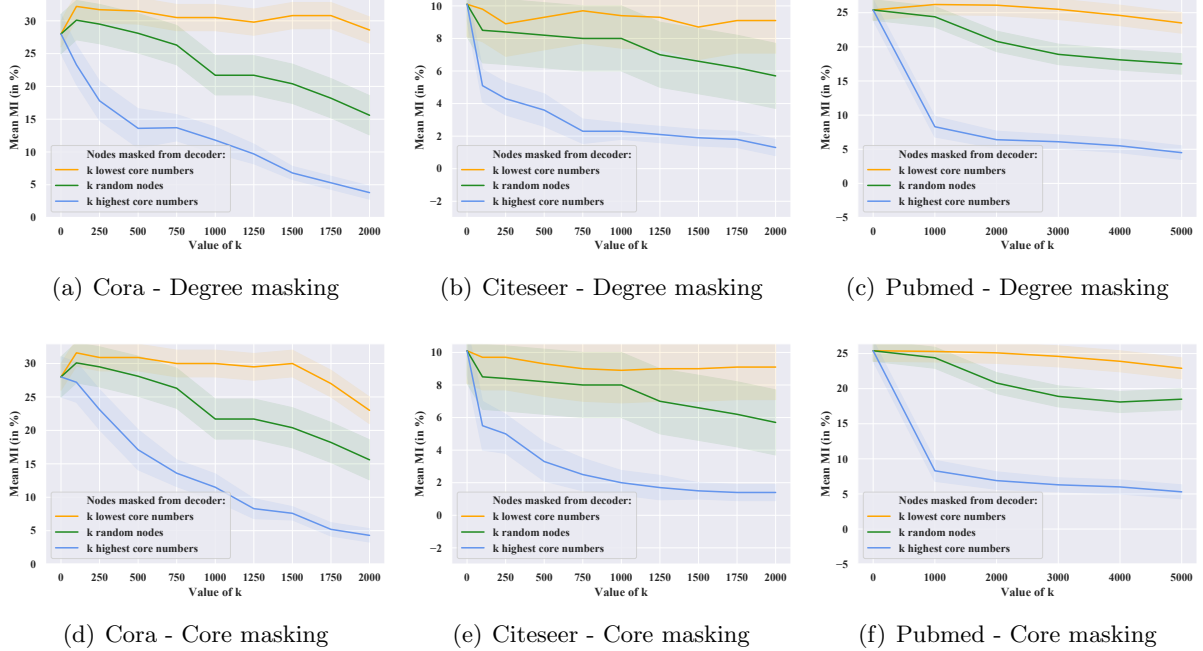 Mean MI (in %)
30
25
20
15
10
5
0
Nodes masked from decoder:
k lowest core numbers
k random nodes
k highest core numbers
0 250 500 750 1000 1250 1500 1750 2000
Value of k
(a) Cora - Degree masking
Mean MI (in %)
10
8
6
4
2
0
−2
Nodes masked from decoder:
k lowest core numbers
k random nodes
k highest core numbers
0 250 500 750 1000 1250 1500 1750 2000
Value of k
(b) Citeseer - Degree masking
Mean MI (in %)
25
20
15
10
5
0
−5
Nodes masked from decoder:
k lowest core numbers
k random nodes
k highest core numbers
0 1000 2000 3000 4000 5000
Value of k
(c) Pubmed - Degree masking
Mean MI (in %)
30
25
20
15
10
5
0
Nodes masked from decoder:
k lowest core numbers
k random nodes
k highest core numbers
0 250 500 750 1000 1250 1500 1750 2000
Value of k
(d) Cora - Core masking
Mean MI (in %)
10
8
6
4
2
0
−2
Nodes masked from decoder:
k lowest core numbers
k random nodes
k highest core numbers
0 250 500 750 1000 1250 1500 1750 2000
Value of k
(e) Citeseer - Core masking
Mean MI (in %)
25
20
15
10
5
0
−5
Nodes masked from decoder:
k lowest core numbers
k random nodes
k highest core numbers
0 1000 2000 3000 4000 5000
Value of k
(f) Pubmed - Core masking